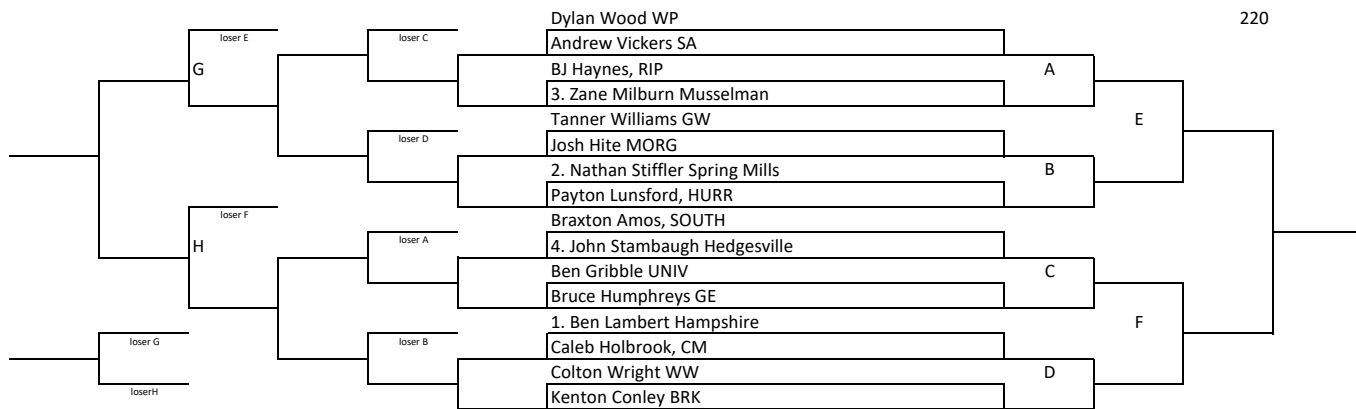 Dylan Wood WP
220
loser E
loser C
Andrew Vickers SA
G
BJ Haynes, RIP
A
3. Zane Milburn Musselman
Tanner Williams GW
E
loser D
Josh Hite MORG
2. Nathan Stiffler Spring Mills
B
Payton Lunsford, HURR
loser F
Braxton Amos, SOUTH
H
loser A
4. John Stambaugh Hedgesville
Ben Gribble UNIV
C
Bruce Humphreys GE
1. Ben Lambert Hampshire
F
loser G
loser B
Caleb Holbrook, CM
Colton Wright WW
D
loserH
Kenton Conley BRK